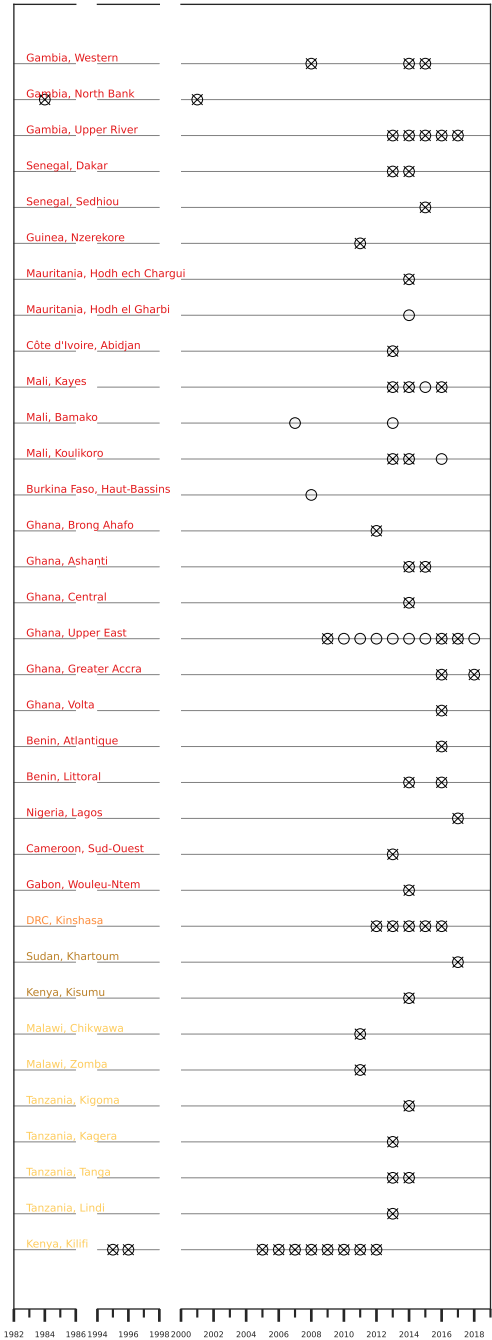 Gambia, Western
Gambia, North Bank
Gambia, Upper River
Senegal, Dakar
Senegal, Sedhiou
Guinea, Nzerekore
Mauritania, Hodh ech Chargui
Mauritania, Hodh el Gharbi
Côte d'Ivoire, Abidjan
Mali, Kayes
Mali, Bamako
Mali, Koulikoro
Burkina Faso, Haut-Bassins
Ghana, Brong Ahafo
Ghana, Ashanti
Ghana, Central
Ghana, Upper East
Ghana, Greater Accra
Ghana, Volta
Benin, Atlantique
Benin, Littoral
Nigeria, Lagos
Cameroon, Sud-Ouest
Gabon, Wouleu-Ntem
DRC, Kinshasa
Sudan, Khartoum
Kenya, Kisumu
Malawi, Chikwawa
Malawi, Zomba
Tanzania, Kigoma
Tanzania, Kagera
Tanzania, Tanga
Tanzania, Lindi
Kenya, Kilifi
1982 1984 1986 1994 1996 1998 2000 2002 2004 2006 2008 2010 2012 2014 2016 2018